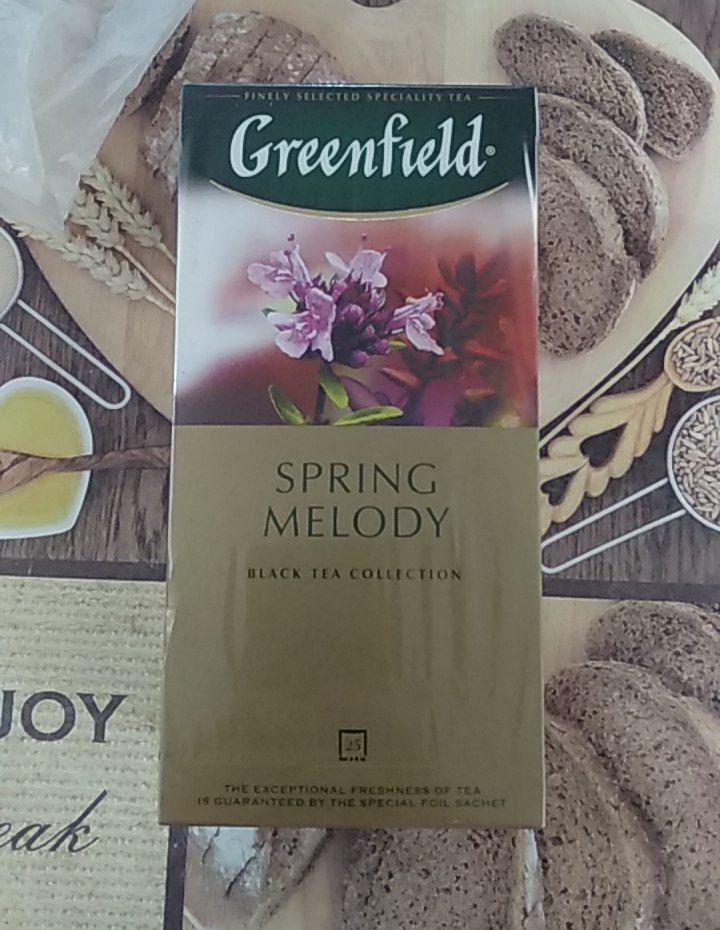 FINELY SELECTED SPECIALITY TEA
Greenfield®
SPRING
MELODY
BLACK TEA COLLECTION
25
THE EXCEPTIONAL FRESHNESS OF TEA
IS GUARANTEED BY THE SPECIAL FOIL SACHET
JOY
eak